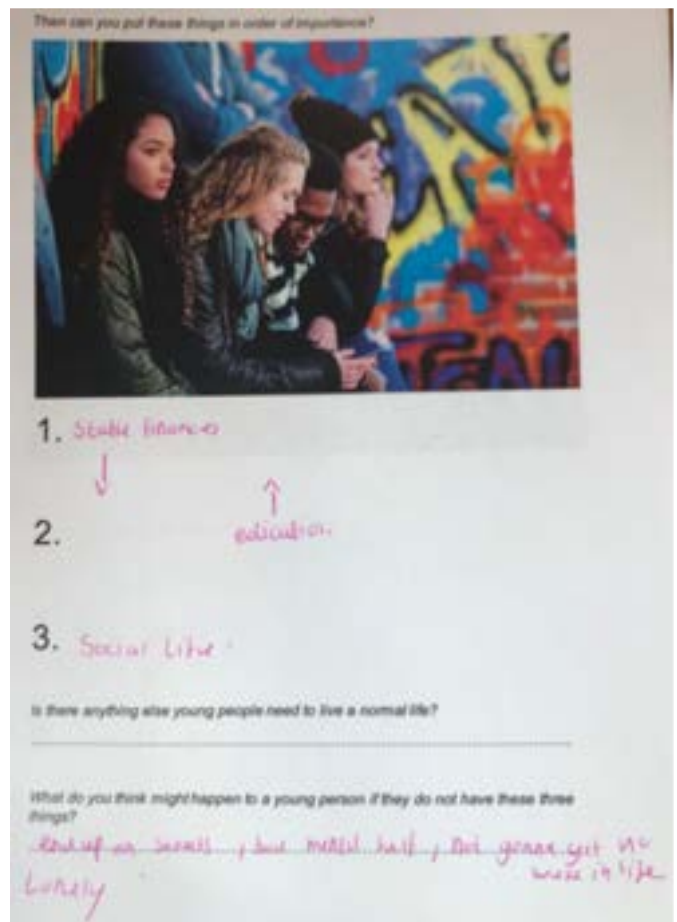 Then can you put these things in order of importance?
1. Stable finances
2. education
3. Social Life
Is there anything else young people need to live a normal life?
What do you think might happen to a young person if they do not have these three
things?
end up on streets, bad mental, not gonna get no
where in life
Lonely